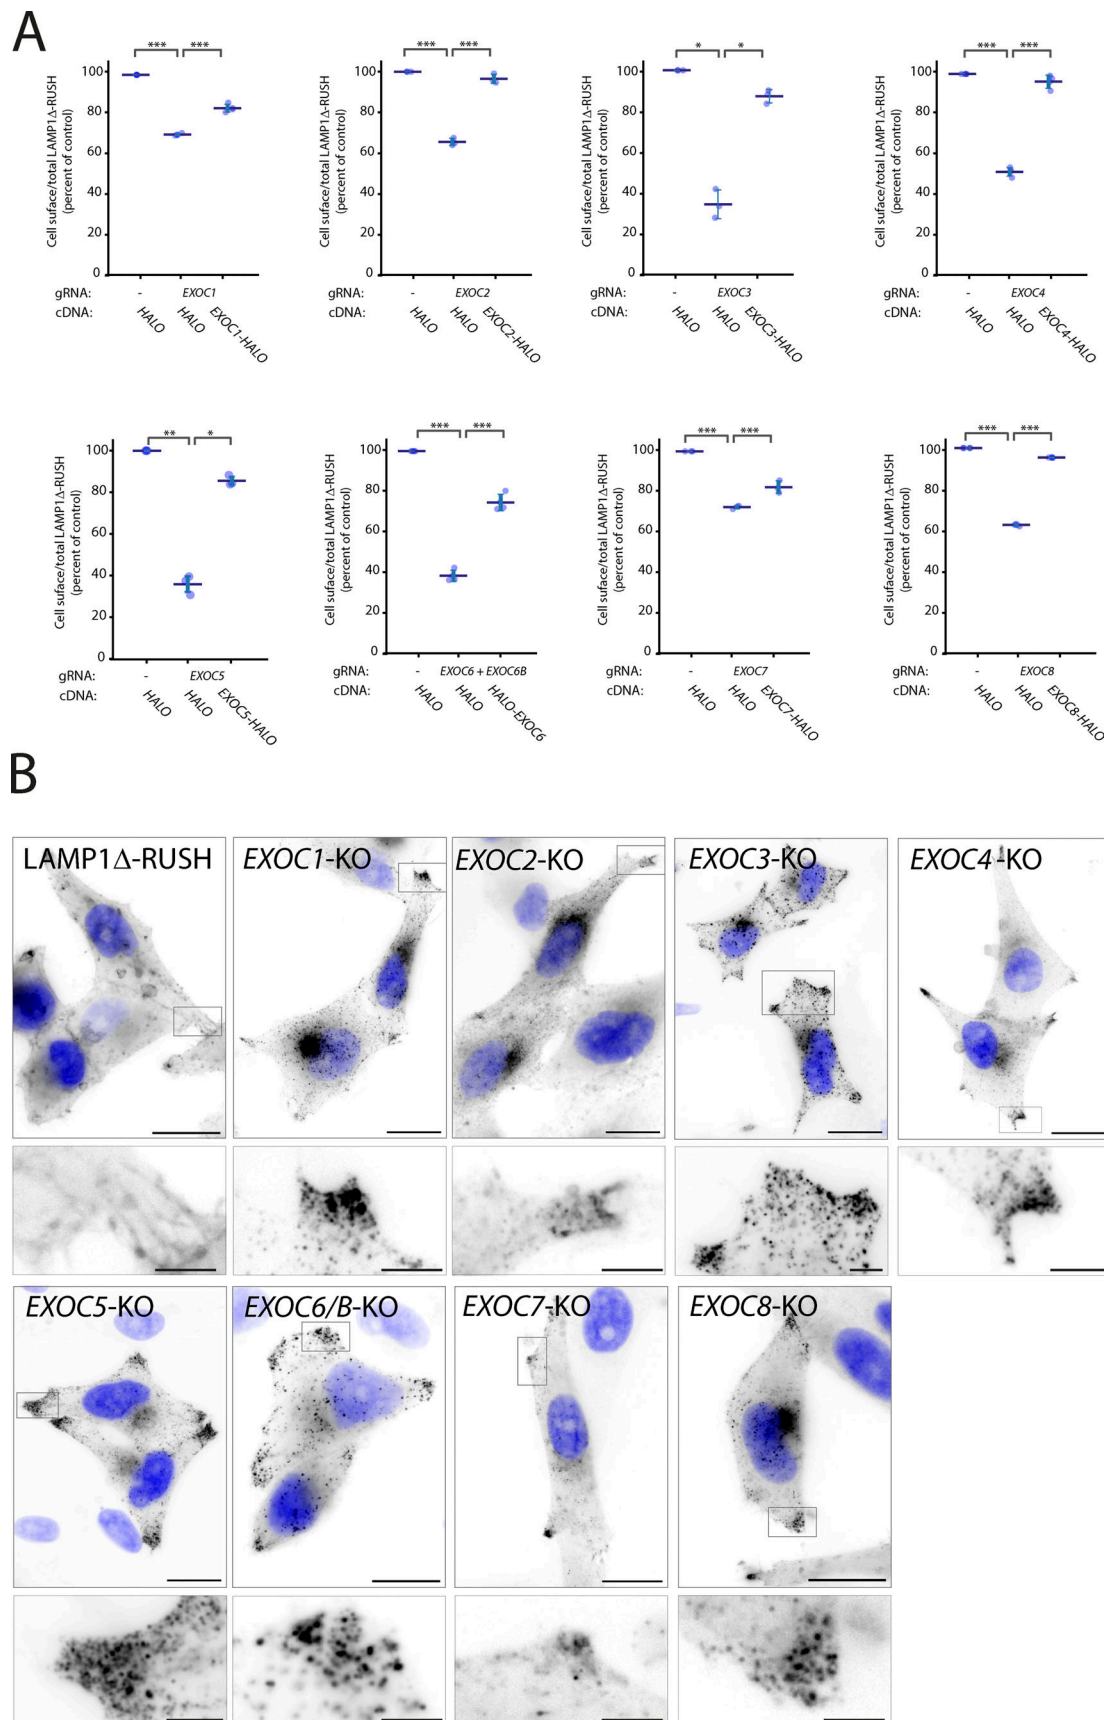 A
*** ***
*** ***
* *
*** ***
Cell suface/total LAMP1Δ-RUSH
(percent of control)
100
80
60
40
20
0
Cell suface/total LAMP1Δ-RUSH
(percent of control)
100
80
60
40
20
0
Cell suface/total LAMP1Δ-RUSH
(percent of control)
100
80
60
40
20
0
Cell suface/total LAMP1Δ-RUSH
(percent of control)
100
80
60
40
20
0
gRNA: - EXOC1
cDNA: HALO HALO EXOC1-HALO
gRNA: - EXOC2
cDNA: HALO HALO EXOC2-HALO
gRNA: - EXOC3
cDNA: HALO HALO EXOC3-HALO
gRNA: - EXOC4
cDNA: HALO HALO EXOC4-HALO
** *
*** ***
*** ***
*** ***
Cell suface/total LAMP1Δ-RUSH
(percent of control)
100
80
60
40
20
0
Cell suface/total LAMP1Δ-RUSH
(percent of control)
100
80
60
40
20
0
Cell suface/total LAMP1Δ-RUSH
(percent of control)
100
80
60
40
20
0
Cell suface/total LAMP1Δ-RUSH
(percent of control)
100
80
60
40
20
0
gRNA: - EXOC5
cDNA: HALO HALO EXOC5-HALO
gRNA: - EXOC6 + EXOC6B
cDNA: HALO HALO HALO-EXOC6
gRNA: - EXOC7
cDNA: HALO HALO EXOC7-HALO
gRNA: - EXOC8
cDNA: HALO HALO EXOC8-HALO
B
LAMP1Δ-RUSH
EXOC1-KO
EXOC2-KO
EXOC3-KO
EXOC4-KO
EXOC5-KO
EXOC6/B-KO
EXOC7-KO
EXOC8-KO